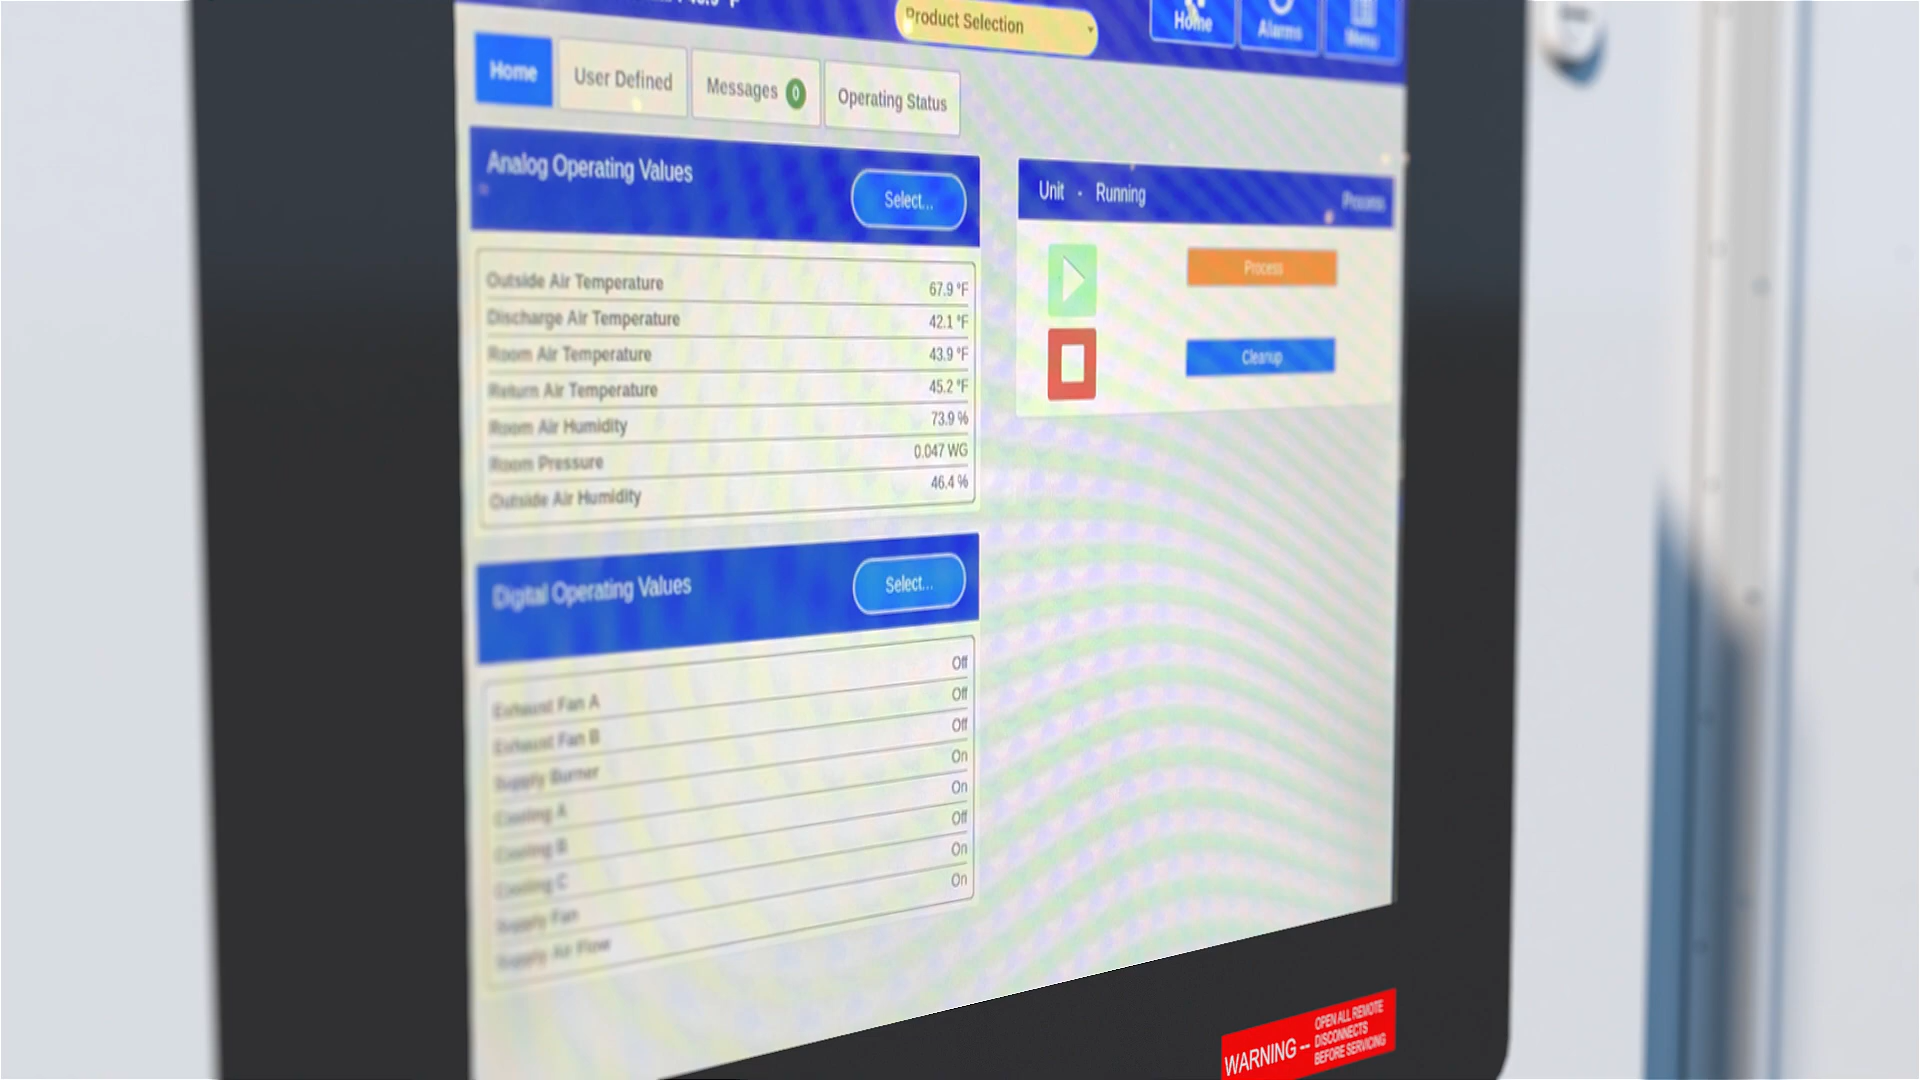 Product Selection
Home
Alarms
Menu
Home
User Defined
Messages 0
Operating Status
Analog Operating Values
Select...
Outside Air Temperature 67.9 °F
Discharge Air Temperature 42.1 °F
Room Air Temperature 43.9 °F
Return Air Temperature 45.2 °F
Room Air Humidity 73.9 %
Room Pressure 0.047 WG
Outside Air Humidity 46.4 %
Unit - Running
Process
Process
Cleanup
Digital Operating Values
Select...
Exhaust Fan A Off
Exhaust Fan B Off
Supply Burner Off
Cooling A On
Cooling B On
Cooling C Off
Supply Fan On
Supply Air Flow On
WARNING --
OPEN ALL REMOTE
DISCONNECTS
BEFORE SERVICING